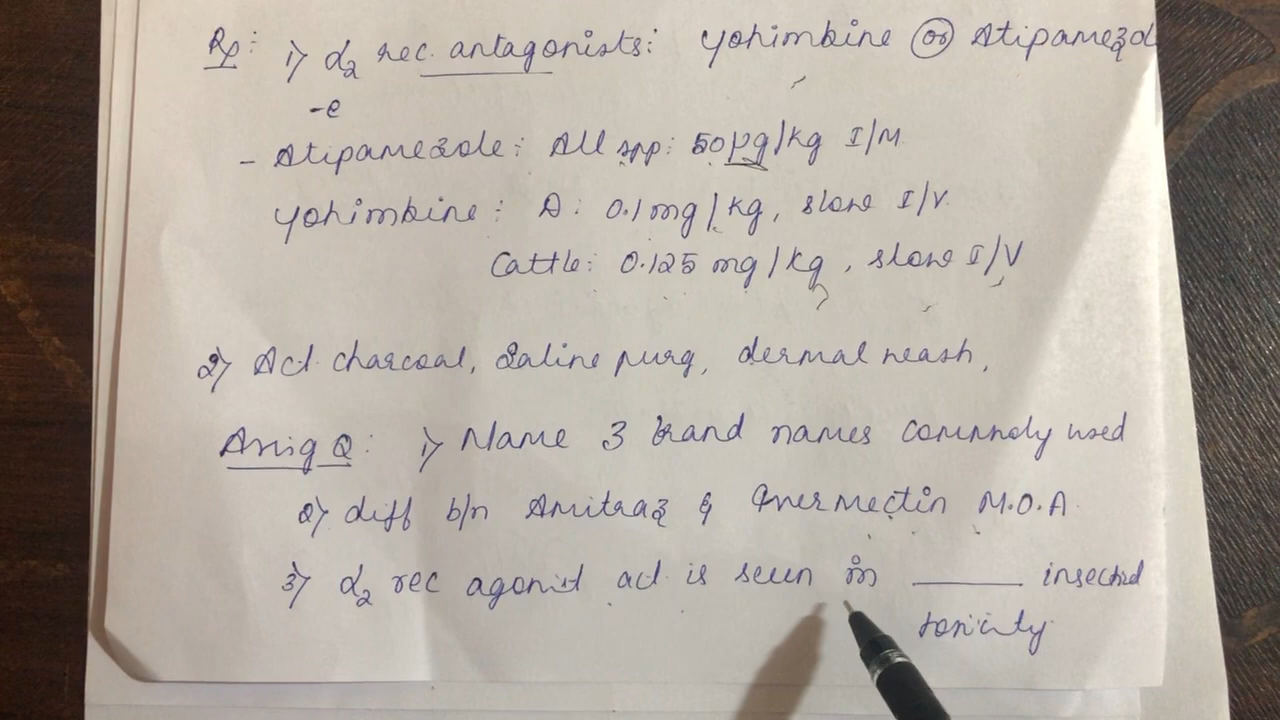 Rp: 1) α2 rec. antagonists: Yohimbine (or) Atipamezol
-e
- Atipamezole: All spp: 50 µg/kg I/M
Yohimbine: D: 0.1 mg/kg, slow I/V
Cattle: 0.125 mg/kg, slow I/V
2) Act. charcoal, Saline purg, dermal wash,
Assig Q: 1) Name 3 brand names commonly used
2) diff b/n Amitraz & Ivermectin M.O.A.
3) α2 rec agonist act is seen in ______ insecticid
toxicity